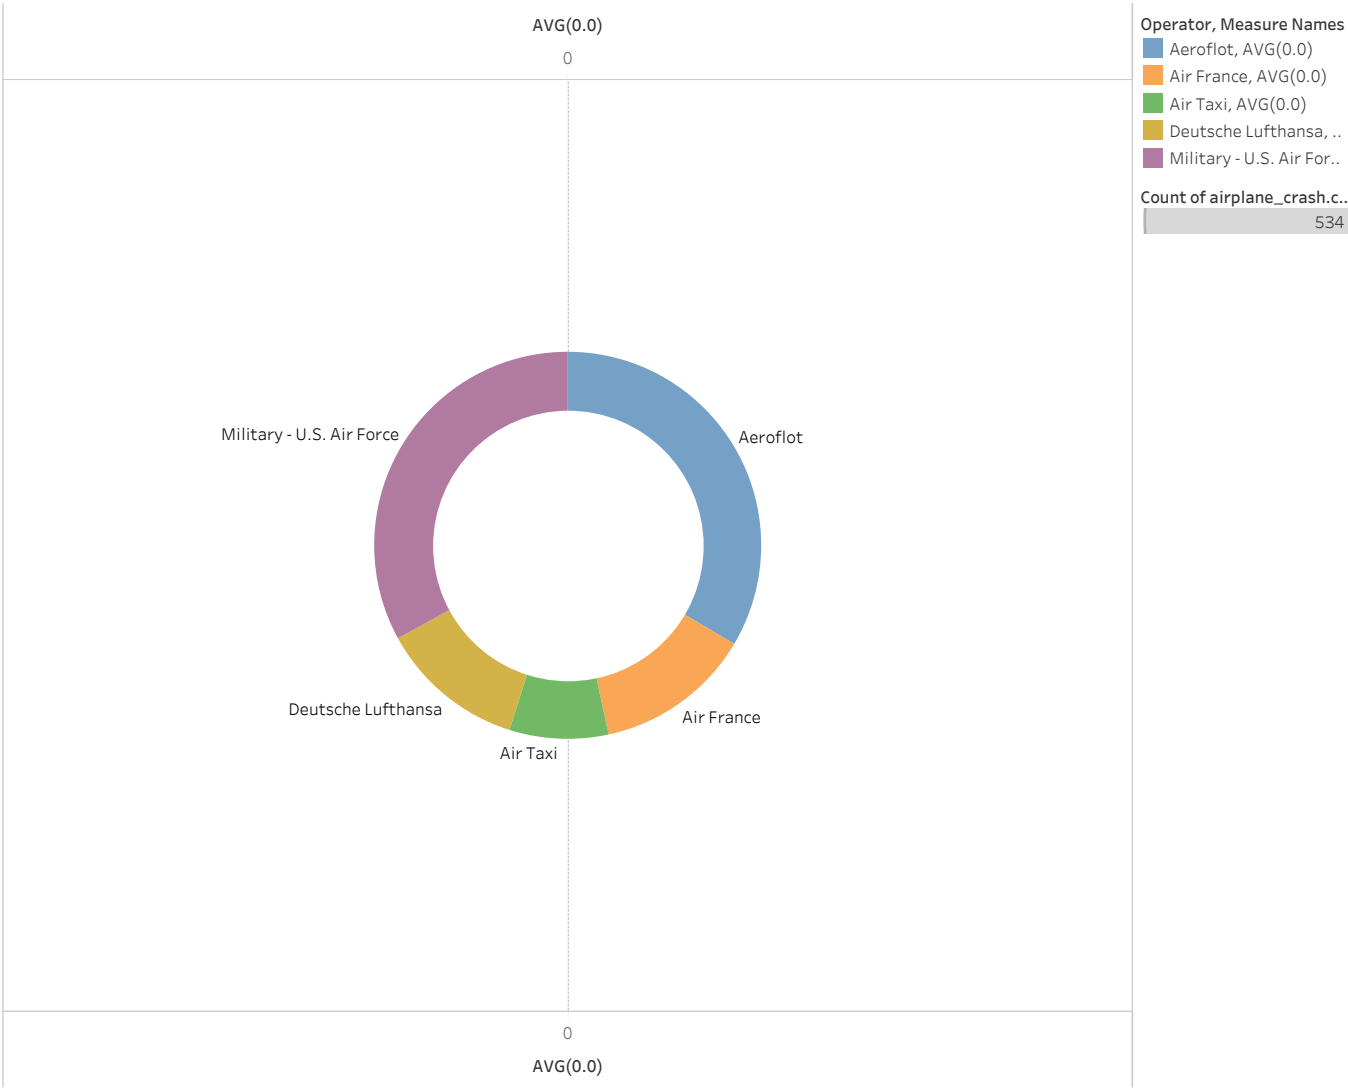 AVG(0.0)
0
Operator, Measure Names
Aeroflot, AVG(0.0)
Air France, AVG(0.0)
Air Taxi, AVG(0.0)
Deutsche Lufthansa, ..
Military - U.S. Air For..
Count of airplane_crash.c..
534
Military - U.S. Air Force
Aeroflot
Deutsche Lufthansa
Air France
Air Taxi
0
AVG(0.0)